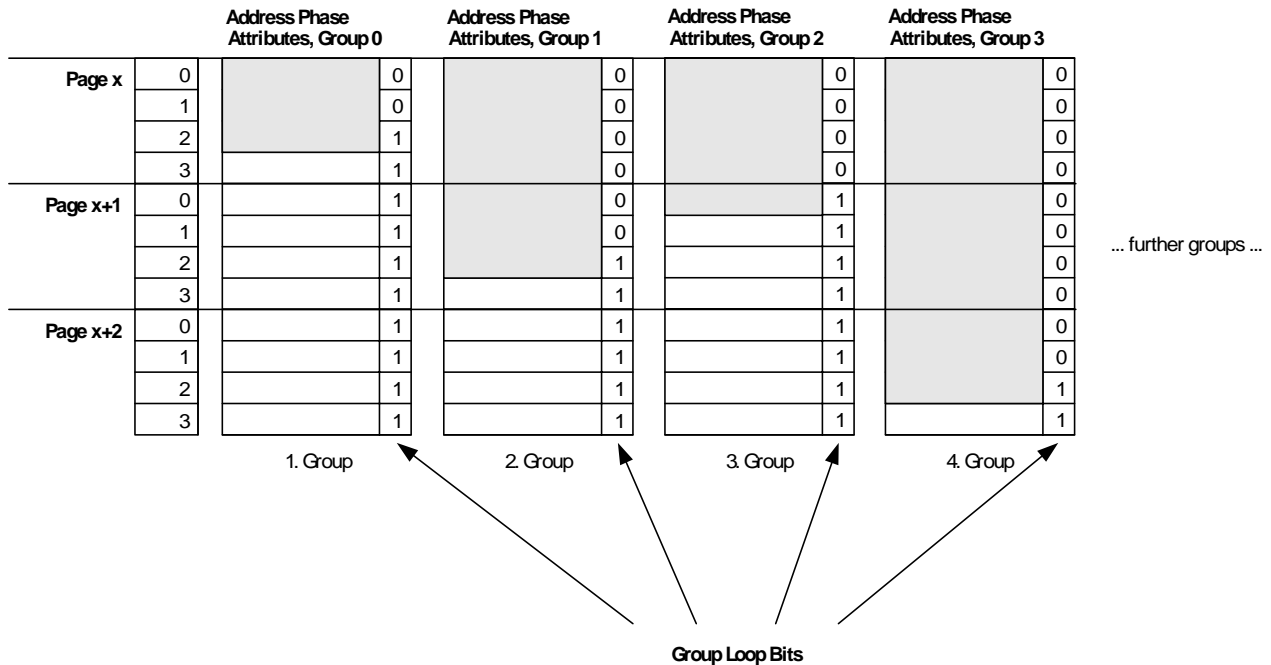 Address Phase
Attributes, Group 0
Address Phase
Attributes, Group 1
Address Phase
Attributes, Group 2
Address Phase
Attributes, Group 3
Page x 0 0 0 0 0
1 0 0 0 0
2 1 0 0 0
3 1 0 0 0
Page x+1 0 1 0 1 0
1 1 0 1 0
2 1 1 1 0
3 1 1 1 0
Page x+2 0 1 1 1 0
1 1 1 1 0
2 1 1 1 1
3 1 1 1 1
... further groups ...
1. Group 2. Group 3. Group 4. Group
Group Loop Bits